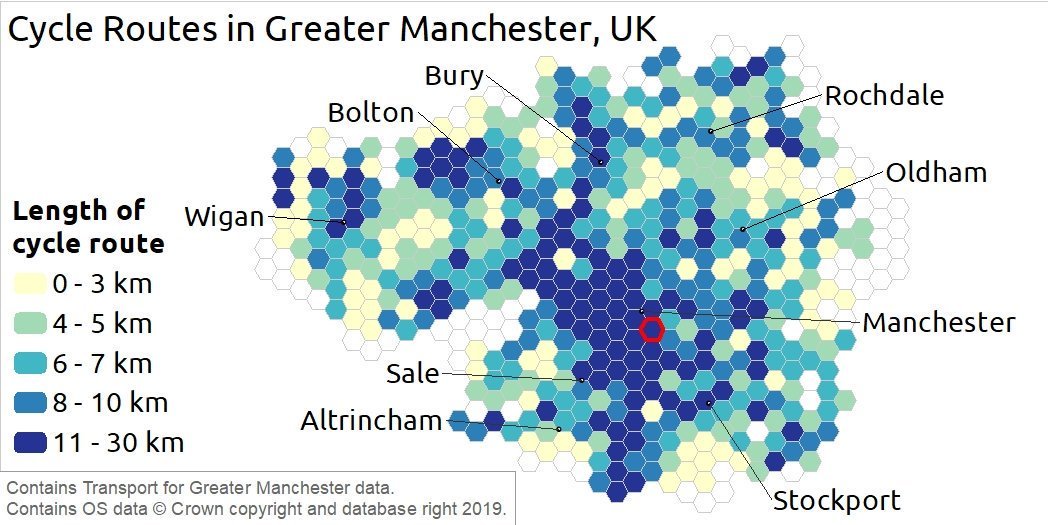 Cycle Routes in Greater Manchester, UK
Bury
Bolton
Rochdale
Oldham
Wigan
Length of
cycle route
0 - 3 km
4 - 5 km
6 - 7 km
8 - 10 km
11 - 30 km
Manchester
Sale
Altrincham
Stockport
Contains Transport for Greater Manchester data.
Contains OS data © Crown copyright and database right 2019.